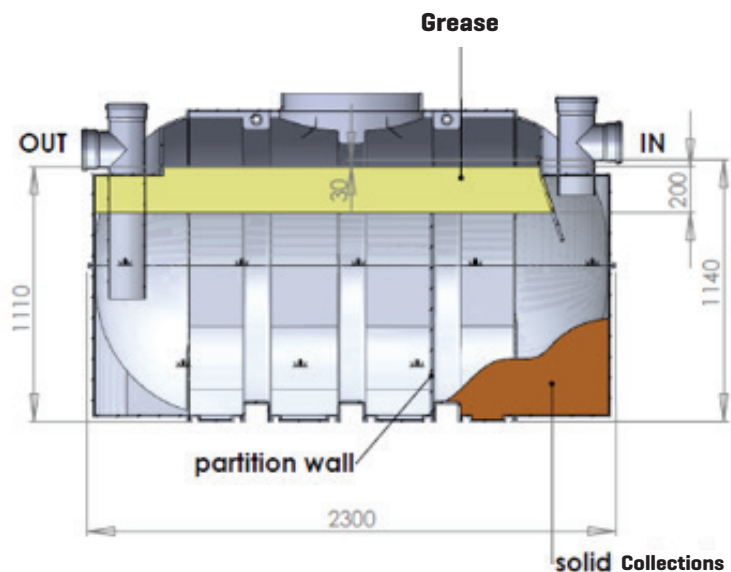 Grease
OUT
IN
30
200
1110
1140
partition wall
2300
solid Collections